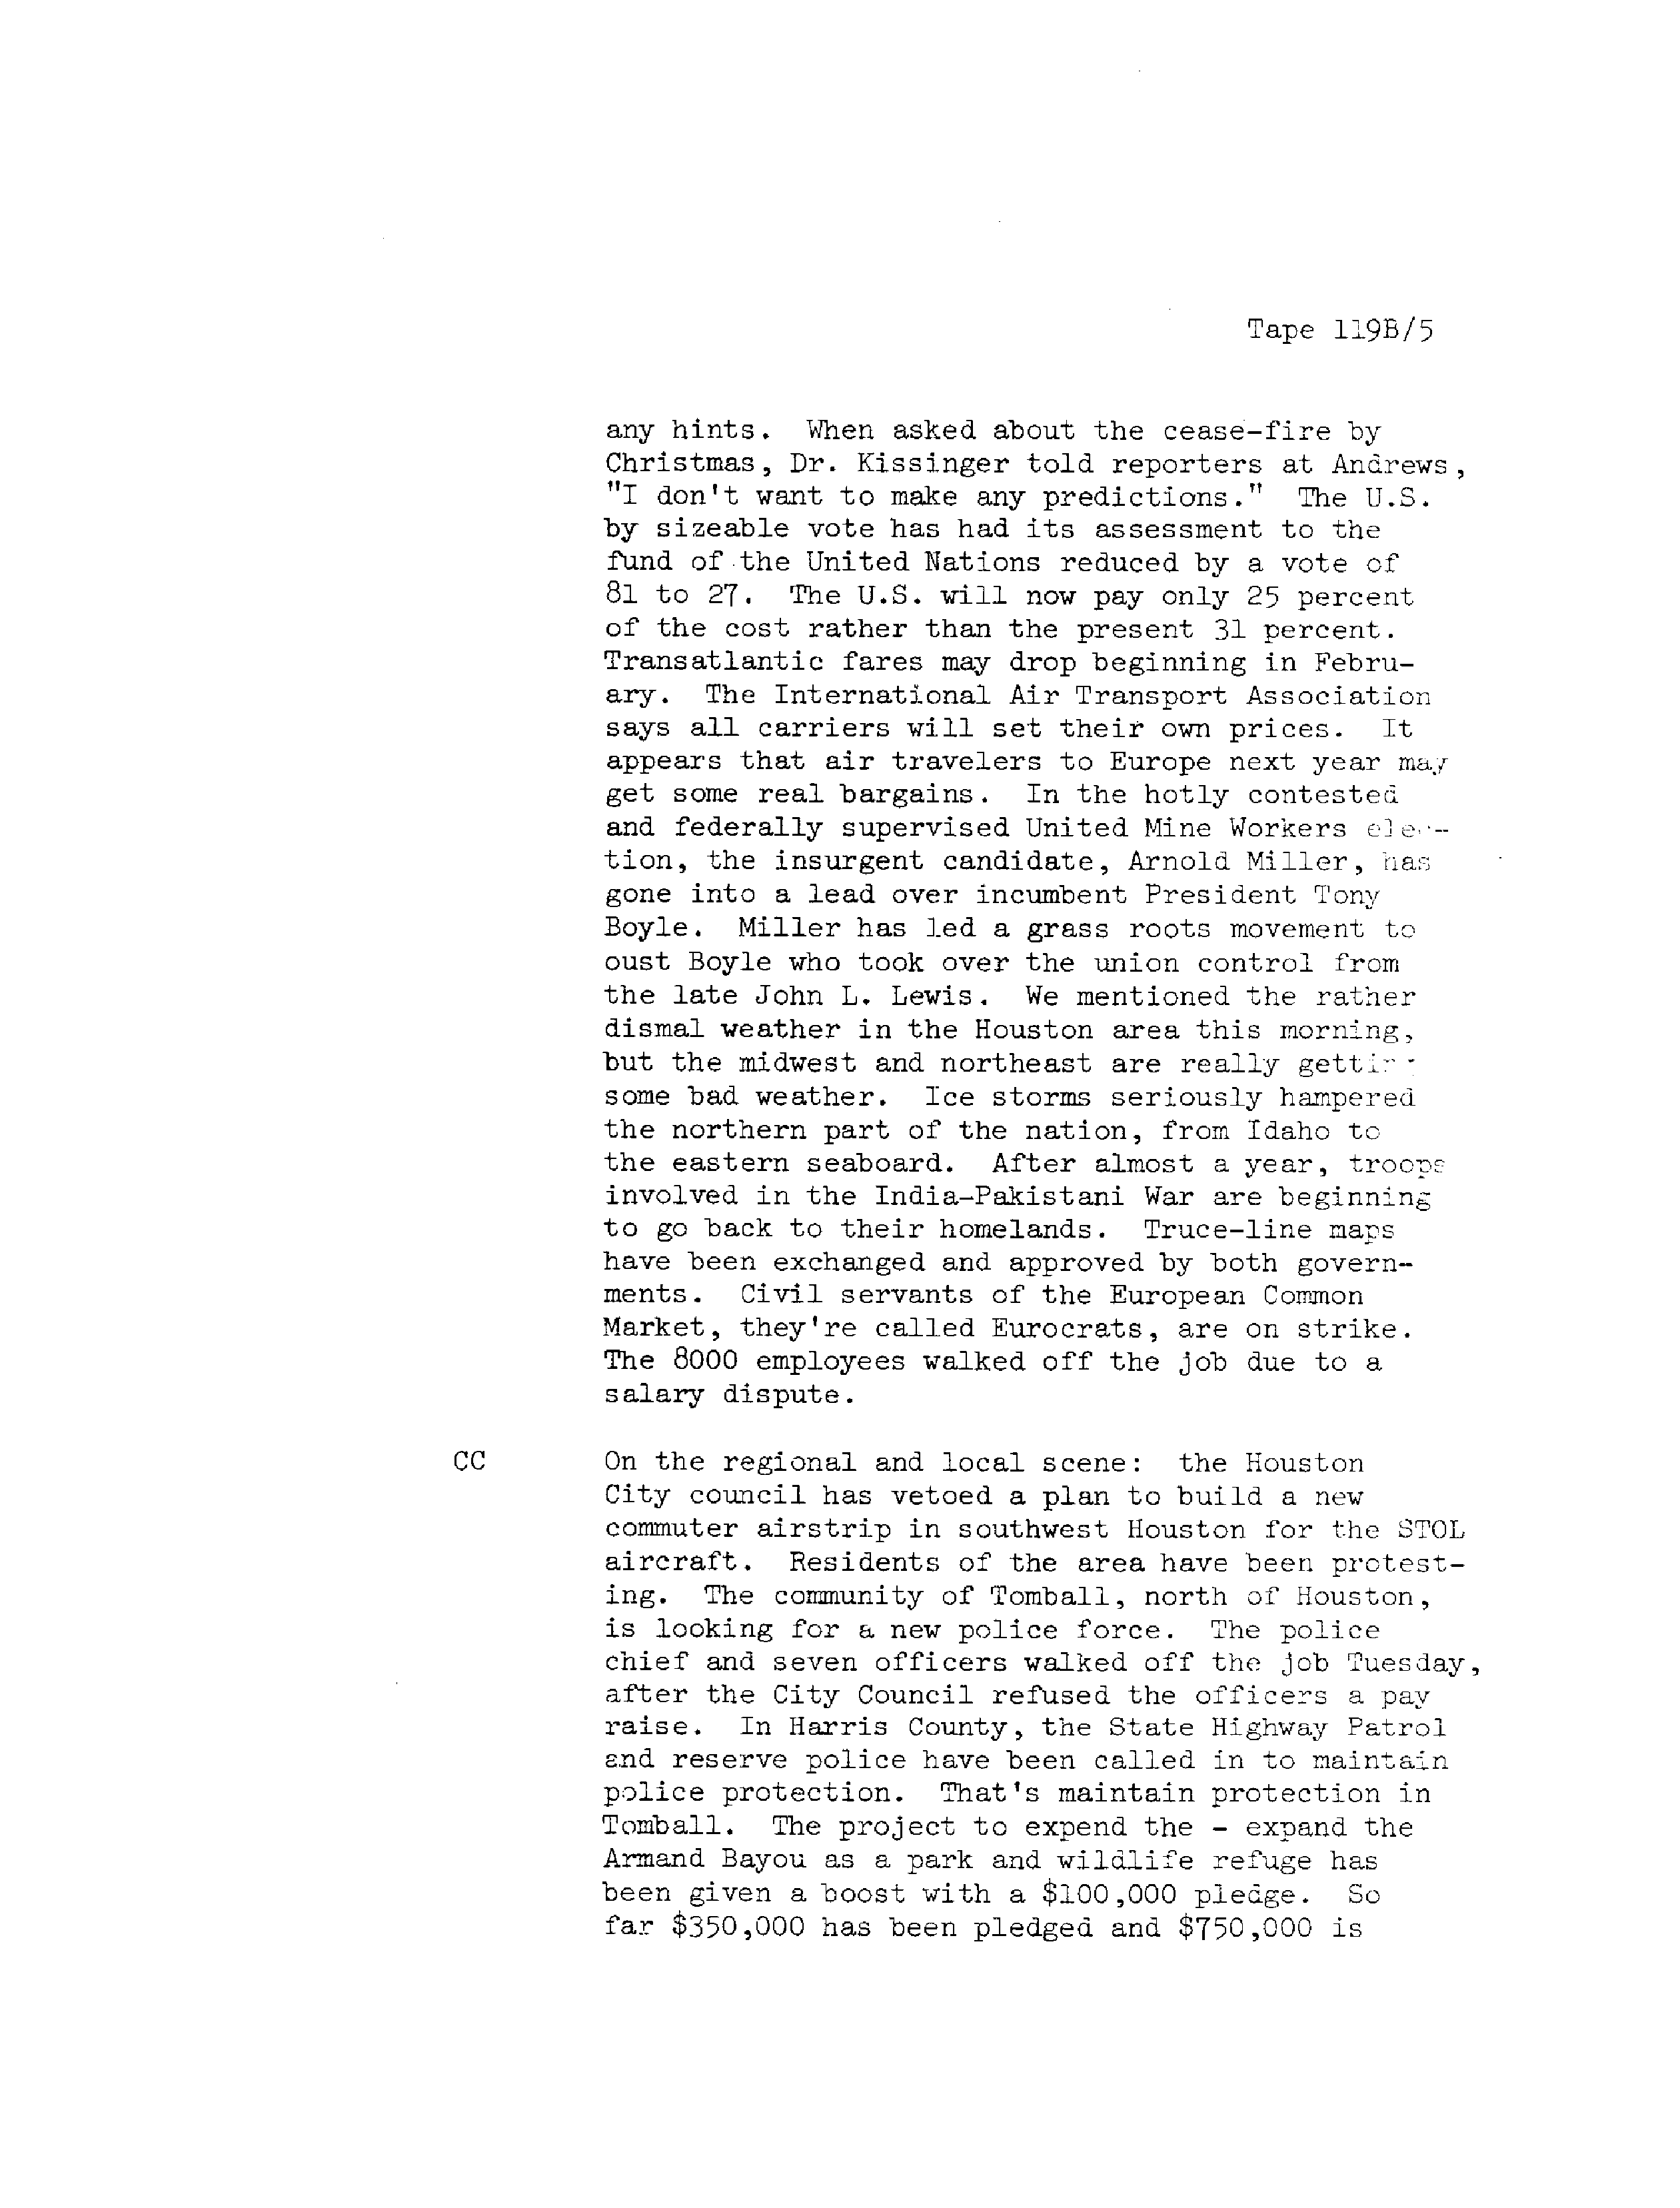 Tape 119B/5
any hints. When asked about the cease-fire by
Christmas, Dr. Kissinger told reporters at Andrews,
"I don't want to make any predictions." The U.S.
by sizeable vote has had its assessment to the
fund of the United Nations reduced by a vote of
81 to 27. The U.S. will now pay only 25 percent
of the cost rather than the present 31 percent.
Transatlantic fares may drop beginning in Febru-
ary. The International Air Transport Association
says all carriers will set their own prices. It
appears that air travelers to Europe next year may
get some real bargains. In the hotly contested
and federally supervised United Mine Workers elec-
tion, the insurgent candidate, Arnold Miller, has
gone into a lead over incumbent President Tony
Boyle. Miller has led a grass roots movement to
oust Boyle who took over the union control from
the late John L. Lewis. We mentioned the rather
dismal weather in the Houston area this morning,
but the midwest and northeast are really getting
some bad weather. Ice storms seriously hampered
the northern part of the nation, from Idaho to
the eastern seaboard. After almost a year, troops
involved in the India-Pakistani War are beginning
to go back to their homelands. Truce-line maps
have been exchanged and approved by both govern-
ments. Civil servants of the European Common
Market, they're called Eurocrats, are on strike.
The 8000 employees walked off the job due to a
salary dispute.
CC On the regional and local scene: the Houston
City council has vetoed a plan to build a new
commuter airstrip in southwest Houston for the STOL
aircraft. Residents of the area have been protest-
ing. The community of Tomball, north of Houston,
is looking for a new police force. The police
chief and seven officers walked off the job Tuesday,
after the City Council refused the officers a pay
raise. In Harris County, the State Highway Patrol
and reserve police have been called in to maintain
police protection. That's maintain protection in
Tomball. The project to expend the - expand the
Armand Bayou as a park and wildlife refuge has
been given a boost with a $100,000 pledge. So
far $350,000 has been pledged and $750,000 is